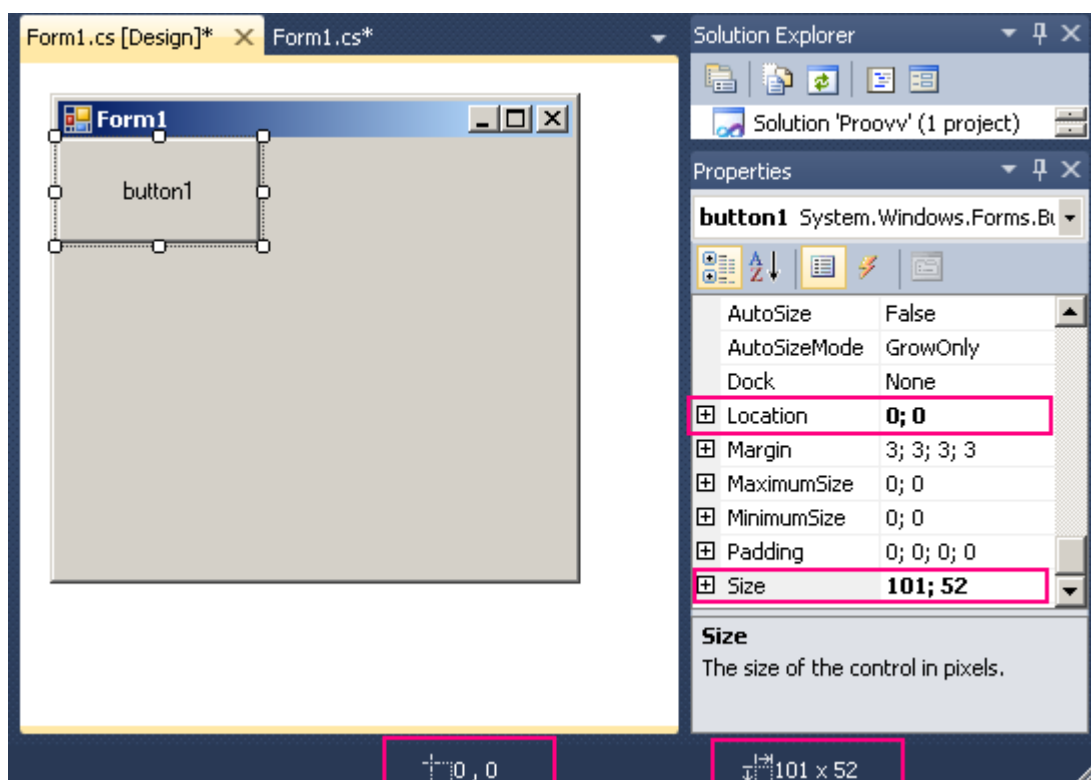 Form1.cs [Design]* Form1.cs*
Form1
button1
Solution Explorer
Solution 'Proovv' (1 project)
Properties
button1 System.Windows.Forms.Bu
AutoSize False
AutoSizeMode GrowOnly
Dock None
Location 0; 0
Margin 3; 3; 3; 3
MaximumSize 0; 0
MinimumSize 0; 0
Padding 0; 0; 0; 0
Size 101; 52
Size
The size of the control in pixels.
0 , 0
101 x 52